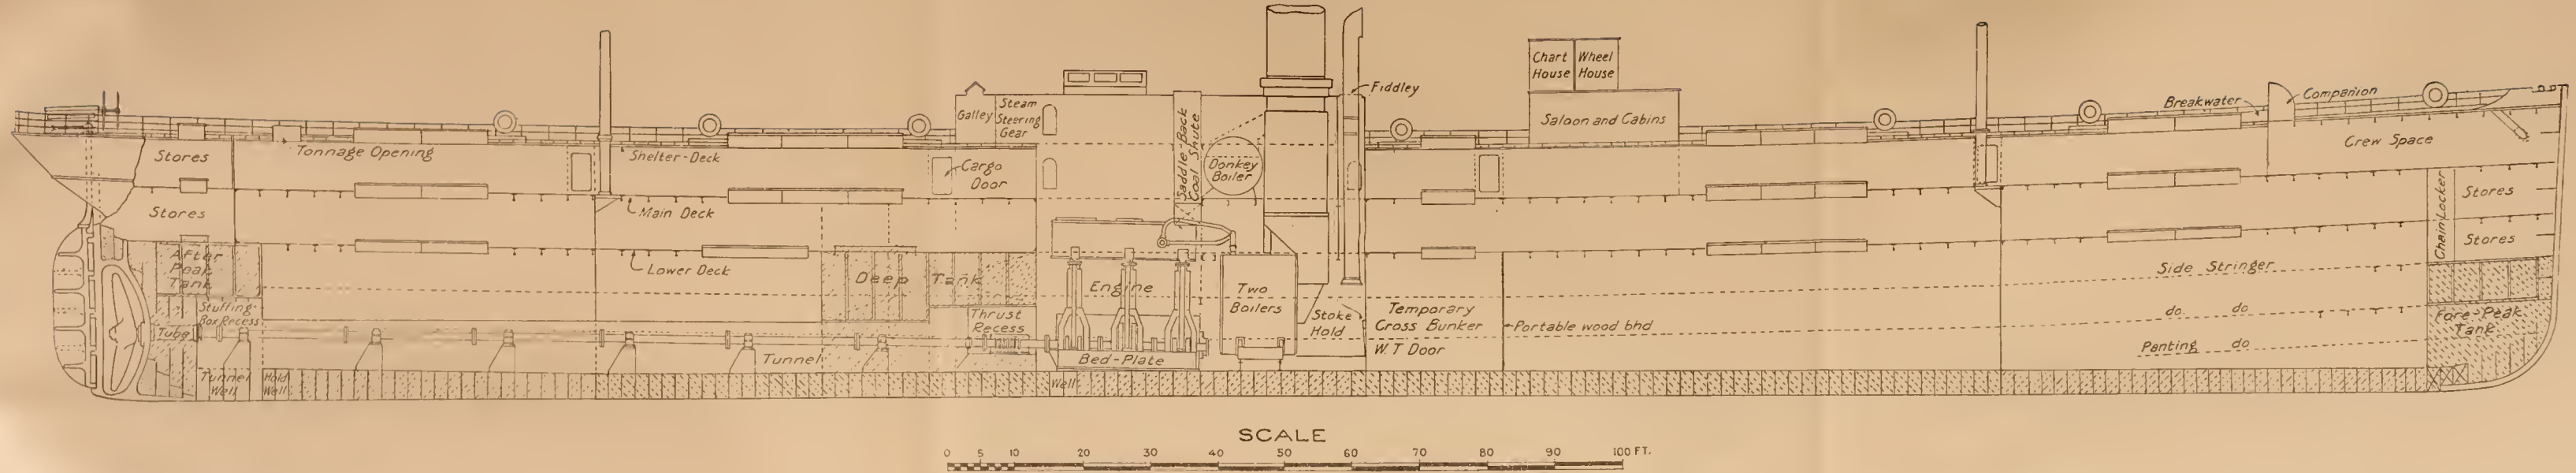 Chart House
Wheel House
Fiddley
Companion
Breakwater
Galley
Steam Steering Gear
Saddle-Back Coal Shute
Saloon and Cabins
Stores
Tonnage Opening
Shelter-Deck
Cargo Door
Donkey Boiler
Crew Space
Stores
Main Deck
Chain Locker
Stores
Stores
After Peak Tank
Lower Deck
Deep Tank
Engine
Two Boilers
Side Stringer
Stuffing Box Recess
Tube
Thrust Recess
Stoke Hold
Temporary Cross Bunker
W.T Door
Portable wood bhd
do. do
Fore-Peak Tank
Panting do
Tunnel
Bed-Plate
Tunnel Well
Hold Well
Well
SCALE
0 5 10 20 30 40 50 60 70 80 90 100 FT.